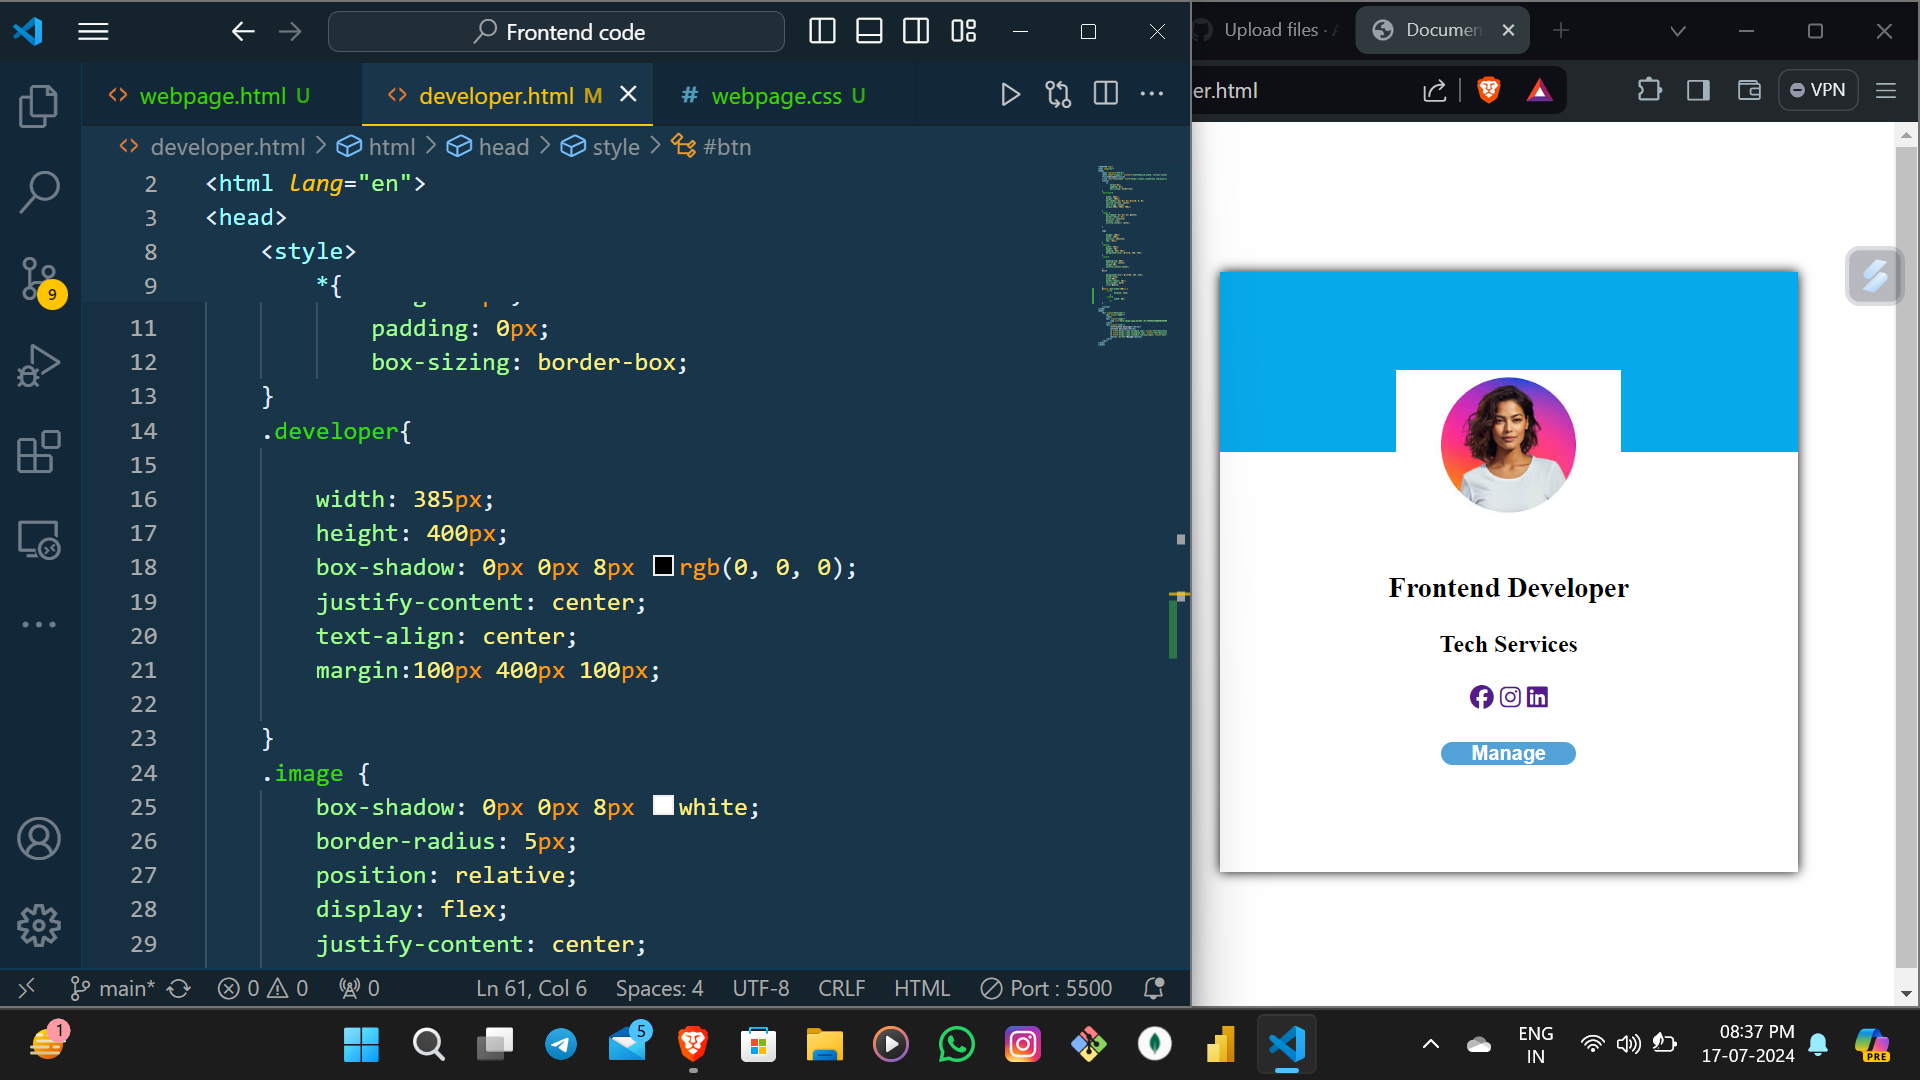 Frontend code
webpage.html U
developer.html M
# webpage.css U
developer.html > html > head > style > #btn
2 <html lang="en">
3 <head>
8 <style>
9 *{
11 padding: 0px;
12 box-sizing: border-box;
13 }
14 .developer{
15
16 width: 385px;
17 height: 400px;
18 box-shadow: 0px 0px 8px rgb(0, 0, 0);
19 justify-content: center;
20 text-align: center;
21 margin:100px 400px 100px;
22
23 }
24 .image {
25 box-shadow: 0px 0px 8px white;
26 border-radius: 5px;
27 position: relative;
28 display: flex;
29 justify-content: center;
9
main* 0 0 0 Ln 61, Col 6 Spaces: 4 UTF-8 CRLF HTML Port : 5500
Upload files ·
Documen
er.html
VPN
Frontend Developer
Tech Services
in
Manage
1
5
ENG
IN
08:37 PM
17-07-2024
PRE